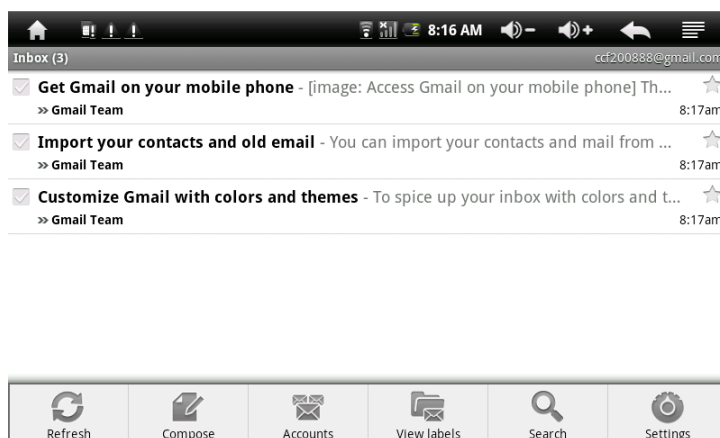 8:16 AM
Inbox (3) ccf200888@gmail.com
Get Gmail on your mobile phone - [image: Access Gmail on your mobile phone] Th...
» Gmail Team 8:17am
Import your contacts and old email - You can import your contacts and mail from ...
» Gmail Team 8:17am
Customize Gmail with colors and themes - To spice up your inbox with colors and t...
» Gmail Team 8:17am
Refresh Compose Accounts View labels Search Settings